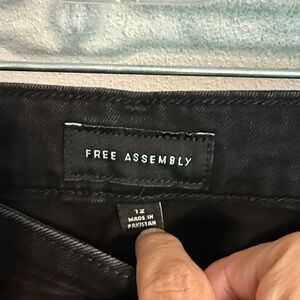 FREE ASSEMBLY
12
MADE IN
PAKISTAN